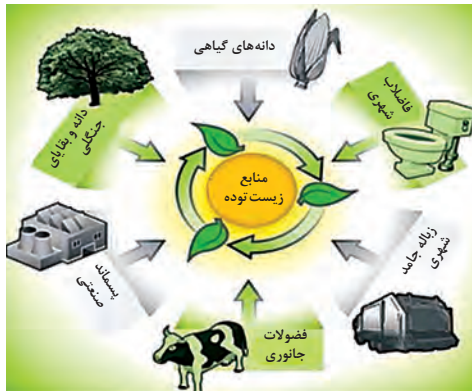 دانه‌های گیاهی
فاضلاب
شهری
زباله جامد
شهری
فضولات
جانوری
پسماند
صنعتی
دانه و بقایای
جنگلی
منابع
زیست توده